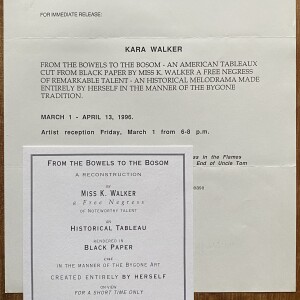 FOR IMMEDIATE RELEASE:
KARA WALKER
FROM THE BOWELS TO THE BOSOM - AN AMERICAN TABLEAUX
CUT FROM BLACK PAPER BY MISS K. WALKER A FREE NEGRESS
OF REMARKABLE TALENT - AN HISTORICAL MELODRAMA MADE
ENTIRELY BY HERSELF IN THE MANNER OF THE BYGONE
TRADITION.
MARCH 1 - APRIL 13, 1996.
Artist reception Friday, March 1 from 6-8 p.m.
in the Flames
End of Uncle Tom
FROM THE BOWELS TO THE BOSOM
A RECONSTRUCTION
BY
MISS K. WALKER
a Free Negress
OF NOTEWORTHY TALENT
AN
HISTORICAL TABLEAU
RENDERED IN
BLACK PAPER
IN THE MANNER OF THE BYGONE ART
CREATED ENTIRELY BY HERSELF
ON VIEW
FOR A SHORT TIME ONLY